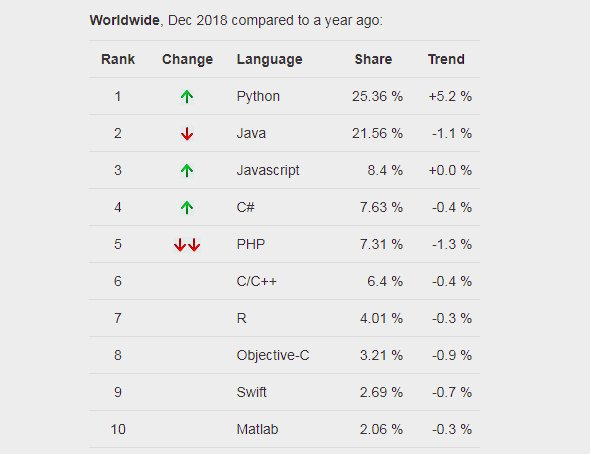 Worldwide, Dec 2018 compared to a year ago:
Rank Change Language Share Trend
1 ↑ Python 25.36 % +5.2 %
2 ↓ Java 21.56 % -1.1 %
3 ↑ Javascript 8.4 % +0.0 %
4 ↑ C# 7.63 % -0.4 %
5 ↓↓ PHP 7.31 % -1.3 %
6 C/C++ 6.4 % -0.4 %
7 R 4.01 % -0.3 %
8 Objective-C 3.21 % -0.9 %
9 Swift 2.69 % -0.7 %
10 Matlab 2.06 % -0.3 %